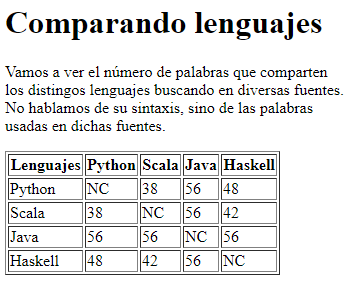 Comparando lenguajes
Vamos a ver el número de palabras que comparten
los distingos lenguajes buscando en diversas fuentes.
No hablamos de su sintaxis, sino de las palabras
usadas en dichas fuentes.
Lenguajes Python Scala Java Haskell
Python NC 38 56 48
Scala 38 NC 56 42
Java 56 56 NC 56
Haskell 48 42 56 NC